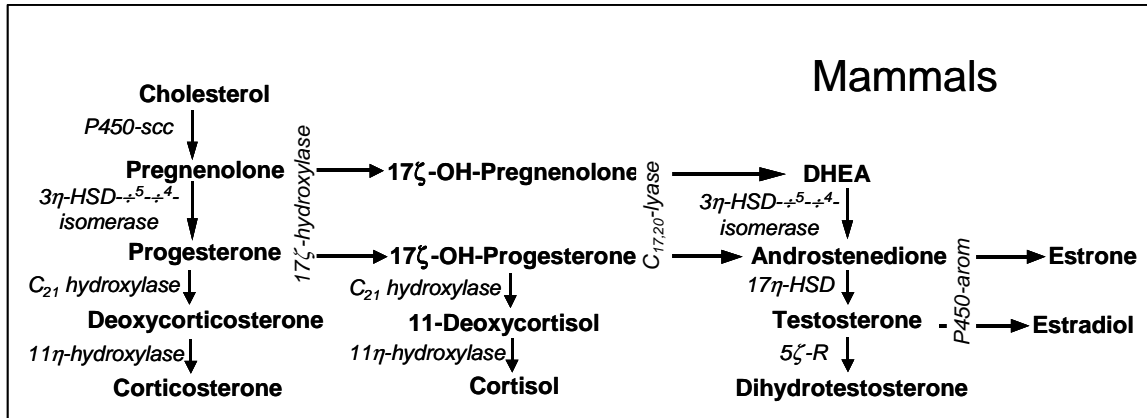 Mammals
Cholesterol
P450-scc
Pregnenolone
17ζ-hydroxylase
17ζ-OH-Pregnenolone
C17,20-lyase
DHEA
3η-HSD-÷⁵-÷⁴-
isomerase
3η-HSD-÷⁵-÷⁴-
isomerase
Progesterone
17ζ-OH-Progesterone
Androstenedione
P450-arom
Estrone
C21 hydroxylase
C21 hydroxylase
17η-HSD
Deoxycorticosterone
11-Deoxycortisol
Testosterone
Estradiol
11η-hydroxylase
11η-hydroxylase
5ζ-R
Corticosterone
Cortisol
Dihydrotestosterone